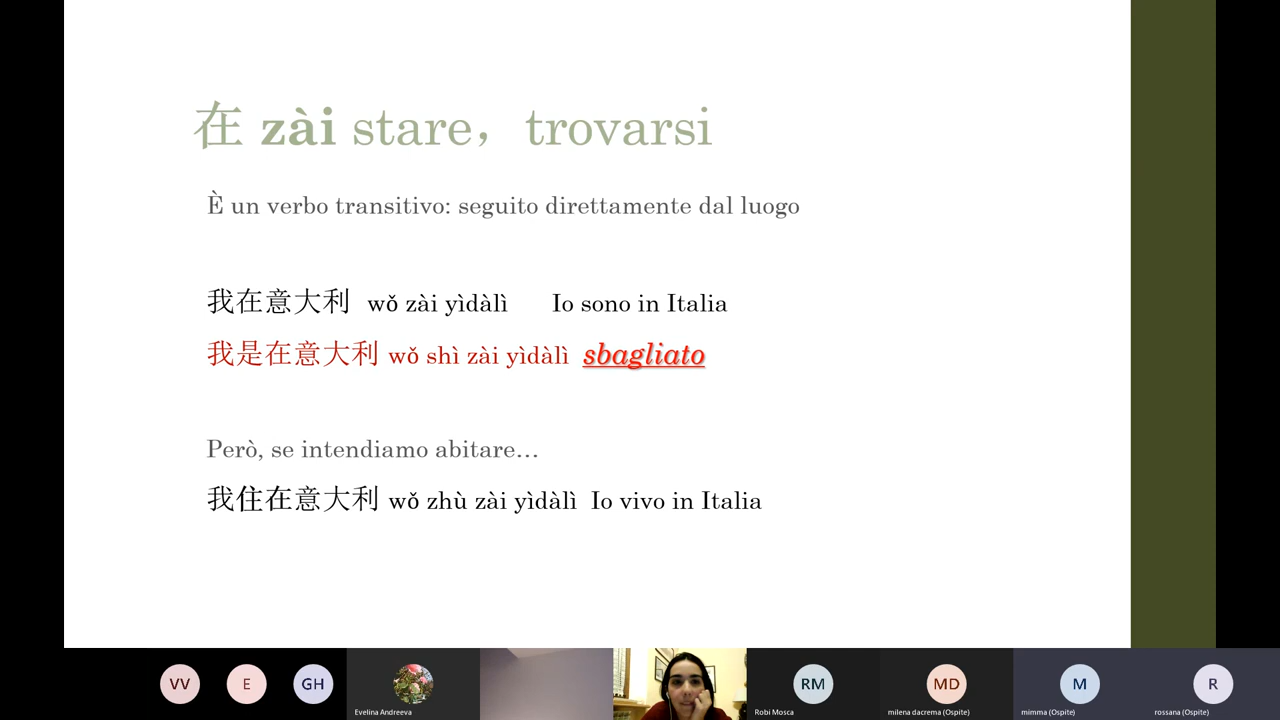 在 zài stare，trovarsi
È un verbo transitivo: seguito direttamente dal luogo
我在意大利 wǒ zài yìdàlì Io sono in Italia
我是在意大利 wǒ shì zài yìdàlì sbagliato
Però, se intendiamo abitare…
我住在意大利 wǒ zhù zài yìdàlì Io vivo in Italia
VV E GH RM MD M R
Evelina Andreeva Robi Mosca milena dacrema (Ospite) mimma (Ospite) rossana (Ospite)